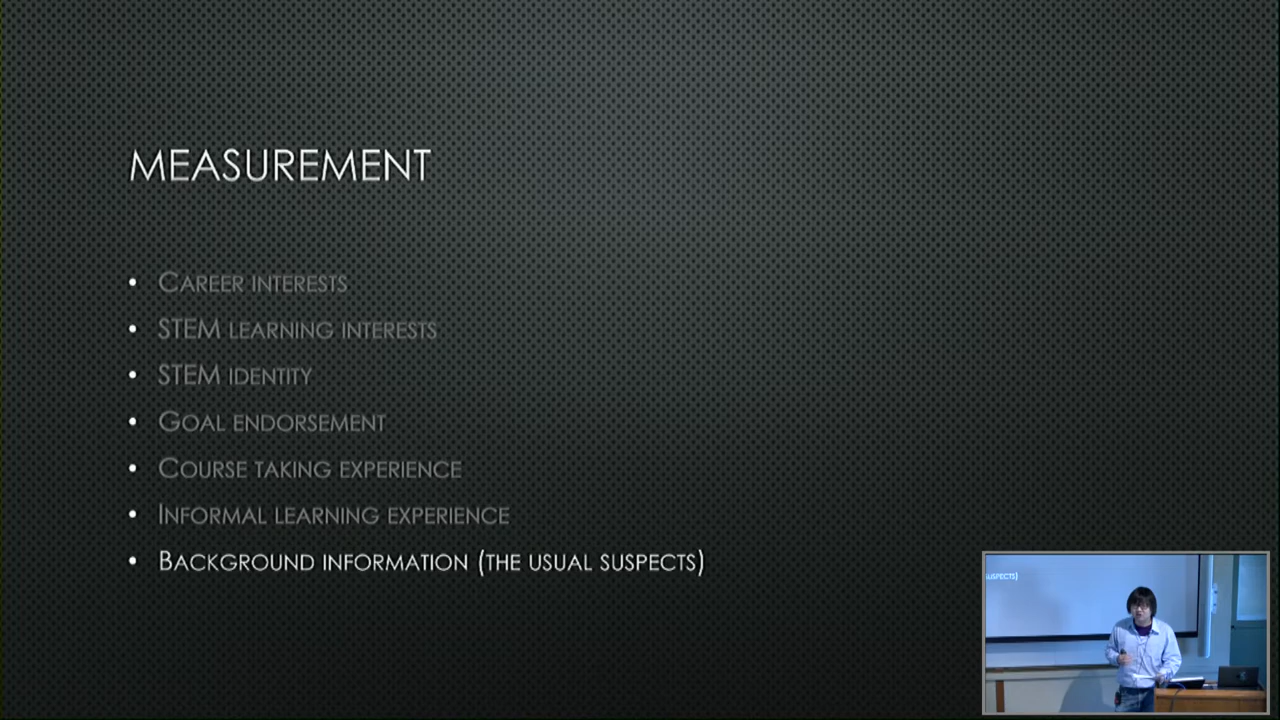 MEASUREMENT
• CAREER INTERESTS
• STEM LEARNING INTERESTS
• STEM IDENTITY
• GOAL ENDORSEMENT
• COURSE TAKING EXPERIENCE
• INFORMAL LEARNING EXPERIENCE
• BACKGROUND INFORMATION (THE USUAL SUSPECTS)
SUSPECTS)